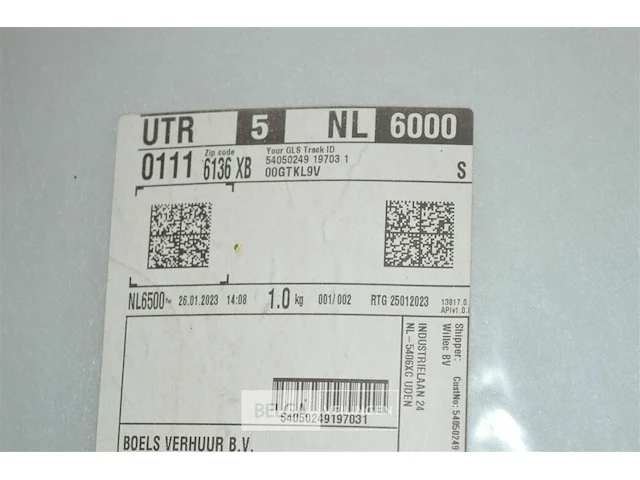 UTR 5 NL 6000
0111 Zip code 6136 XB Your GLS Track ID
54050249 19703 1
00GTKL9V S
NL6500 26.01.2023 14:08 1.0 kg 001/002 RTG 25012023 13817.0
APIv1.0.
Shipper: CustNo: 54050249
Wiltec BV
INDUSTRIELAAN 24
NL-5406XC UDEN
54050249197031
BOELS VERHUUR B.V.